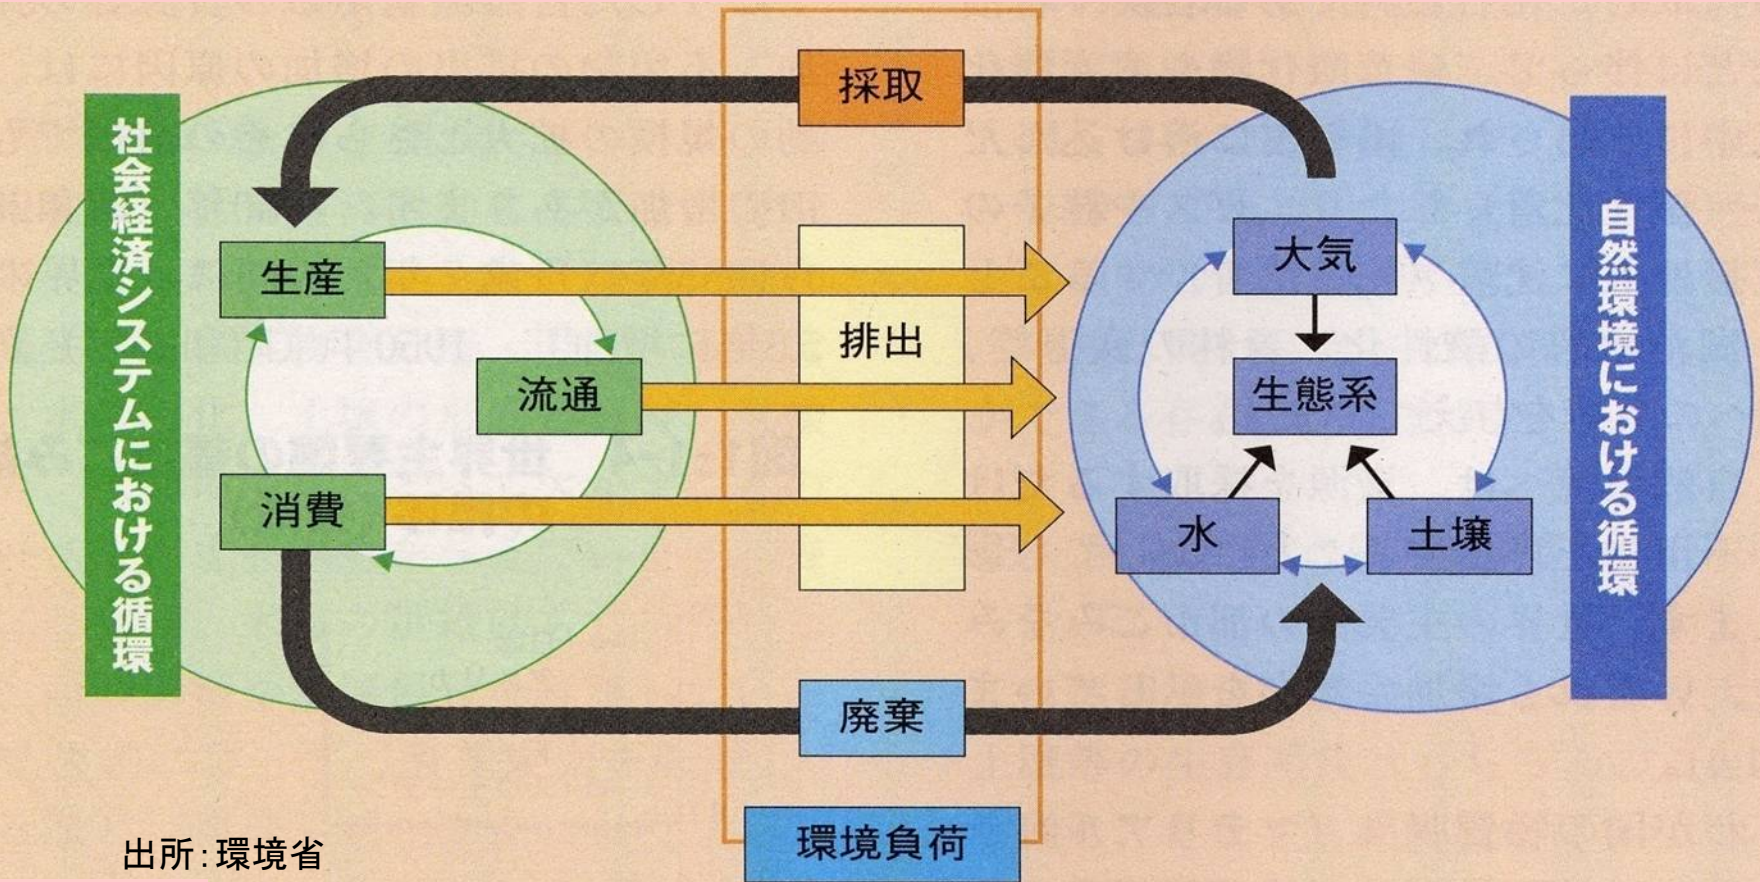 採取
社会経済システムにおける循環
自然環境における循環
生産
大気
排出
流通
生態系
消費
水
土壌
廃棄
環境負荷
出所：環境省